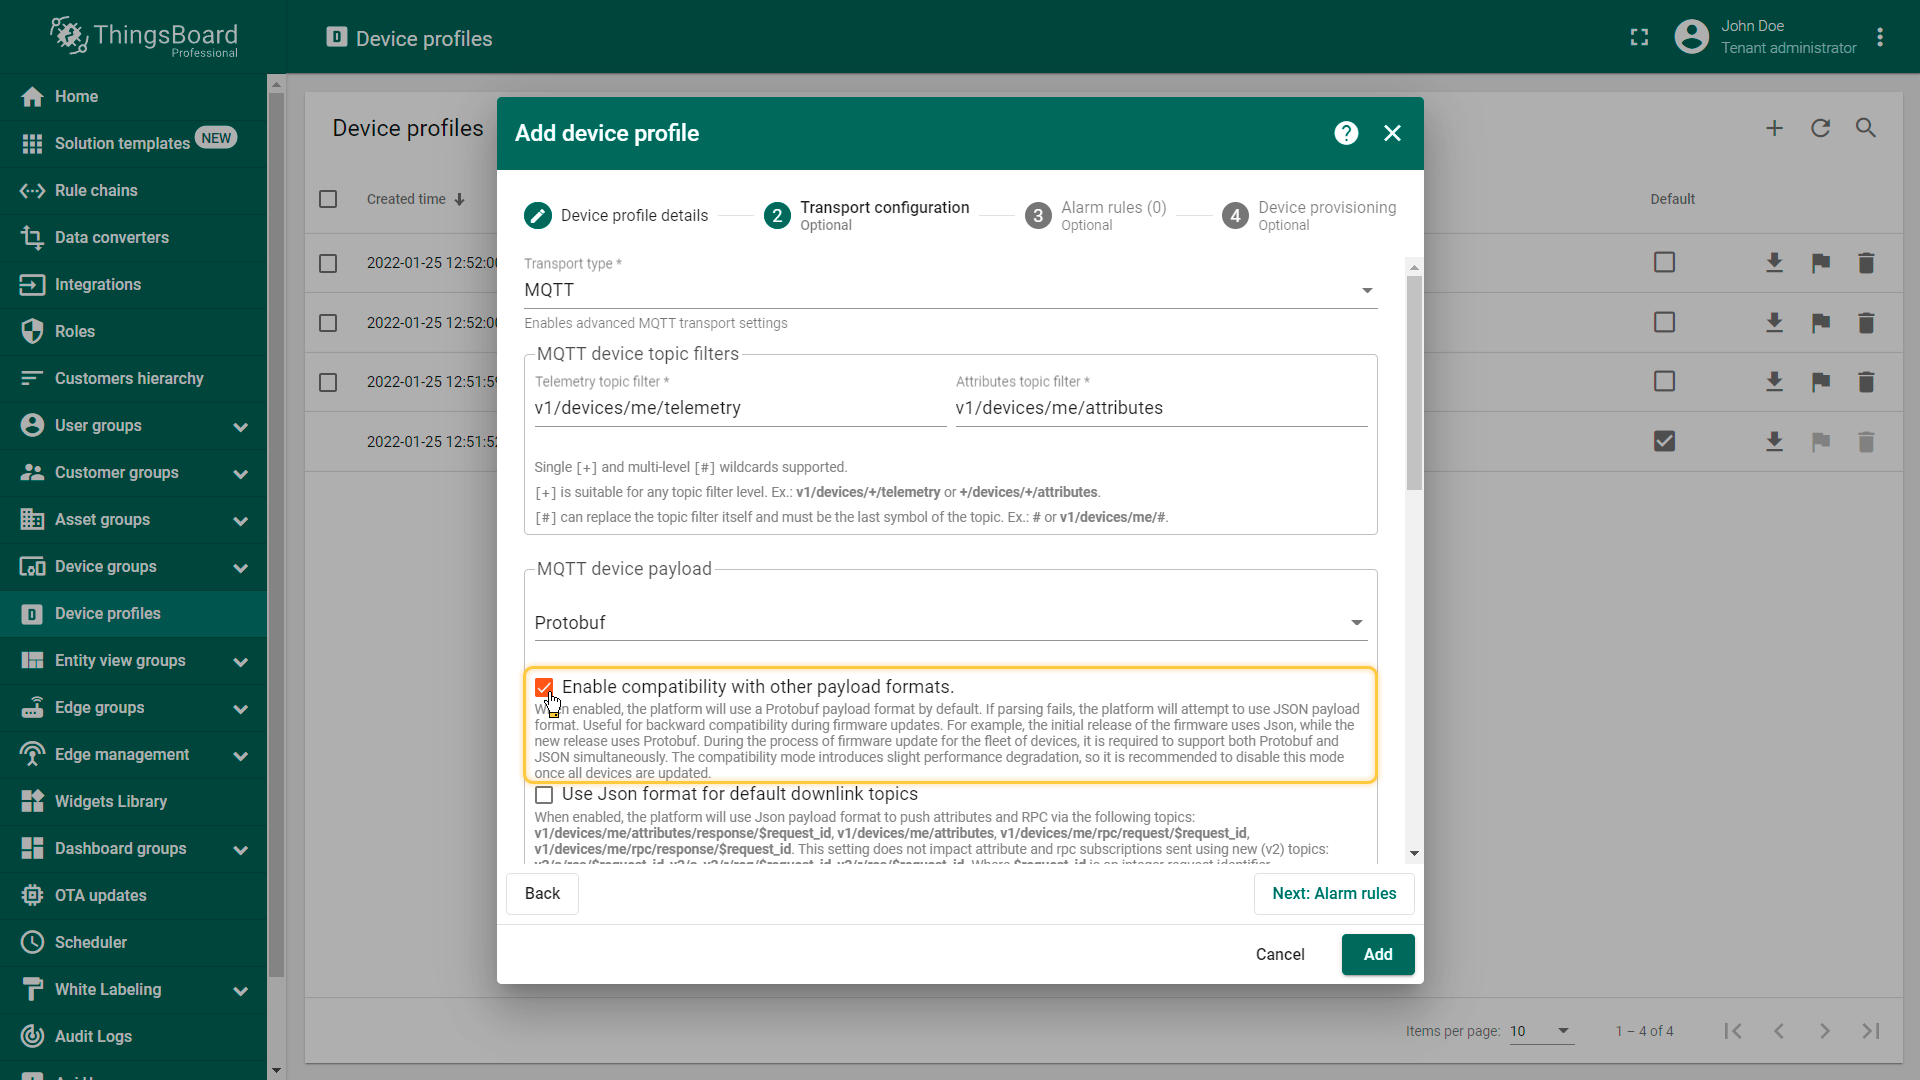 ThingsBoard
Professional
Device profiles
John Doe
Tenant administrator
Home
Solution templates NEW
Rule chains
Data converters
Integrations
Roles
Customers hierarchy
User groups
Customer groups
Asset groups
Device groups
Device profiles
Entity view groups
Edge groups
Edge management
Widgets Library
Dashboard groups
OTA updates
Scheduler
White Labeling
Audit Logs
Device profiles
Created time
Default
2022-01-25 12:52:00
2022-01-25 12:52:00
2022-01-25 12:51:59
2022-01-25 12:51:52
Add device profile
Device profile details
2 Transport configuration
Optional
3 Alarm rules (0)
Optional
4 Device provisioning
Optional
Transport type *
MQTT
Enables advanced MQTT transport settings
MQTT device topic filters
Telemetry topic filter *
v1/devices/me/telemetry
Attributes topic filter *
v1/devices/me/attributes
Single [+] and multi-level [#] wildcards supported.
[+] is suitable for any topic filter level. Ex.: v1/devices/+/telemetry or +/devices/+/attributes.
[#] can replace the topic filter itself and must be the last symbol of the topic. Ex.: # or v1/devices/me/#.
MQTT device payload
Protobuf
Enable compatibility with other payload formats.
When enabled, the platform will use a Protobuf payload format by default. If parsing fails, the platform will attempt to use JSON payload
format. Useful for backward compatibility during firmware updates. For example, the initial release of the firmware uses Json, while the
new release uses Protobuf. During the process of firmware update for the fleet of devices, it is required to support both Protobuf and
JSON simultaneously. The compatibility mode introduces slight performance degradation, so it is recommended to disable this mode
once all devices are updated.
Use Json format for default downlink topics
When enabled, the platform will use Json payload format to push attributes and RPC via the following topics:
v1/devices/me/attributes/response/$request_id, v1/devices/me/attributes, v1/devices/me/rpc/request/$request_id,
v1/devices/me/rpc/response/$request_id. This setting does not impact attribute and rpc subscriptions sent using new (v2) topics:
Where $request_id is an integer request identifier.
Back
Next: Alarm rules
Cancel
Add
Items per page: 10
1 – 4 of 4